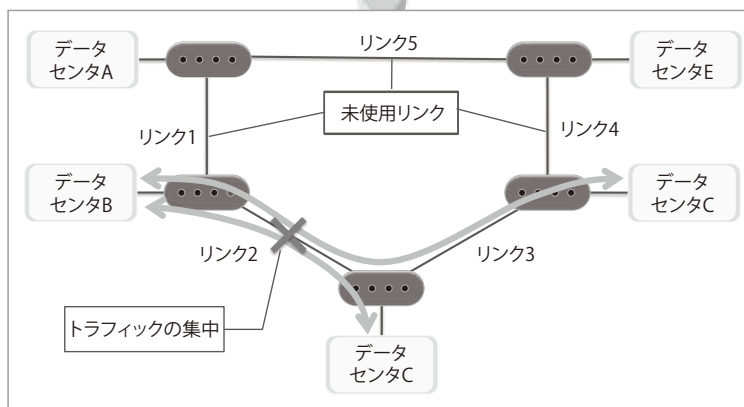 データ
センタA
リンク5
データ
センタE
未使用リンク
リンク1
リンク4
データ
センタB
データ
センタC
リンク2
リンク3
トラフィックの集中
データ
センタC